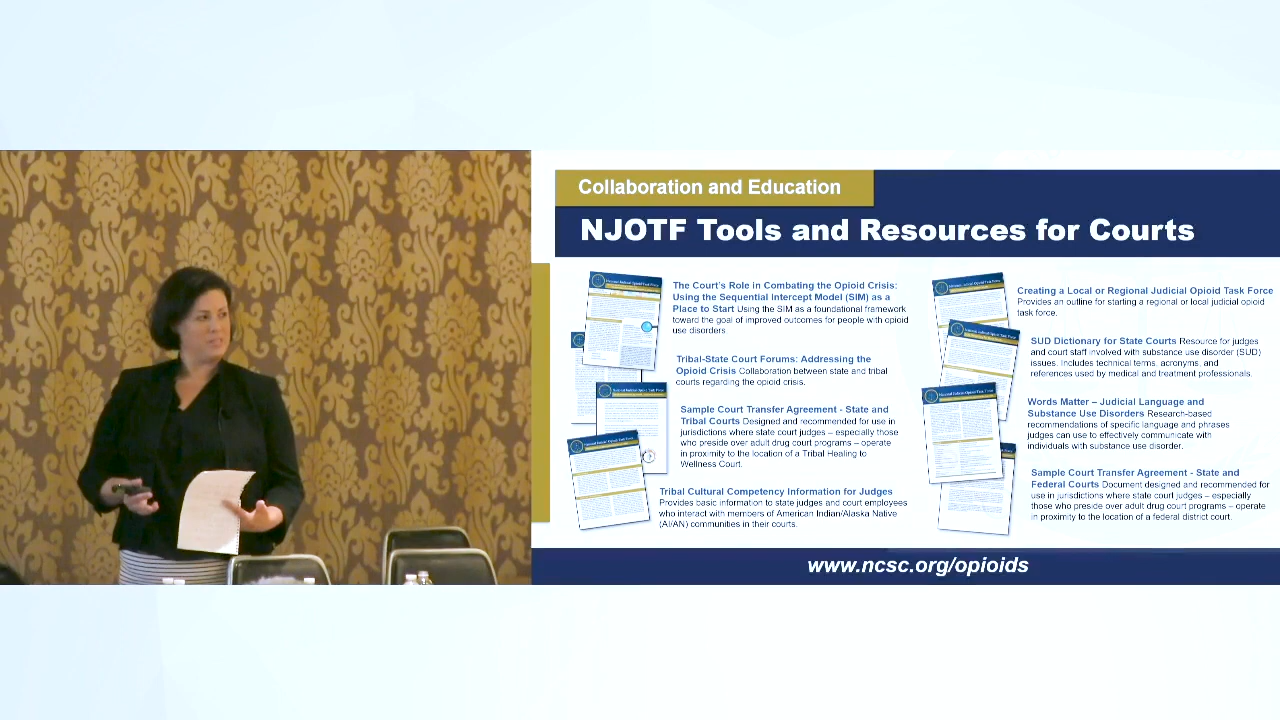 Collaboration and Education
NJOTF Tools and Resources for Courts
The Court's Role in Combating the Opioid Crisis:
Using the Sequential Intercept Model (SIM) as a
Place to Start Using the SIM as a foundational framework
toward the goal of improved outcomes for people with opioid
use disorders.
Tribal-State Court Forums: Addressing the
Opioid Crisis Collaboration between state and tribal
courts regarding the opioid crisis.
Sample Court Transfer Agreement - State and
Tribal Courts Designed and recommended for use in
jurisdictions where state court judges – especially those
who preside over adult drug court programs – operate
in proximity to the location of a Tribal Healing to
Wellness Court.
Tribal Cultural Competency Information for Judges
Provides basic information to state judges and court employees
who interact with members of American Indian/Alaska Native
(AI/AN) communities in their courts.
Creating a Local or Regional Judicial Opioid Task Force
Provides an outline for starting a regional or local judicial opioid
task force.
SUD Dictionary for State Courts Resource for judges
and court staff involved with substance use disorder (SUD)
issues. Includes technical terms, acronyms, and
references used by medical and treatment professionals.
Words Matter – Judicial Language and
Substance Use Disorders Research-based
recommendations of specific language and phrases
judges can use to effectively communicate with
individuals with substance use disorder.
Sample Court Transfer Agreement - State and
Federal Courts Document designed and recommended for
use in jurisdictions where state court judges – especially
those who preside over adult drug court programs – operate
in proximity to the location of a federal district court.
www.ncsc.org/opioids